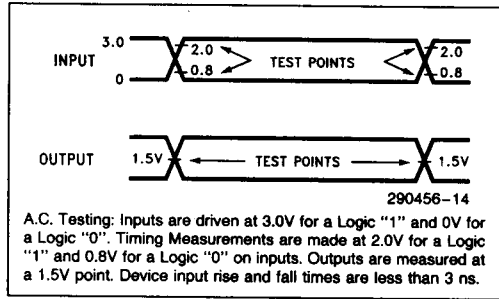 3.0
INPUT
0
2.0
0.8
TEST POINTS
2.0
0.8
OUTPUT
1.5V
TEST POINTS
1.5V
290456-14
A.C. Testing: Inputs are driven at 3.0V for a Logic "1" and 0V for
a Logic "0". Timing Measurements are made at 2.0V for a Logic
"1" and 0.8V for a Logic "0" on inputs. Outputs are measured at
a 1.5V point. Device input rise and fall times are less than 3 ns.